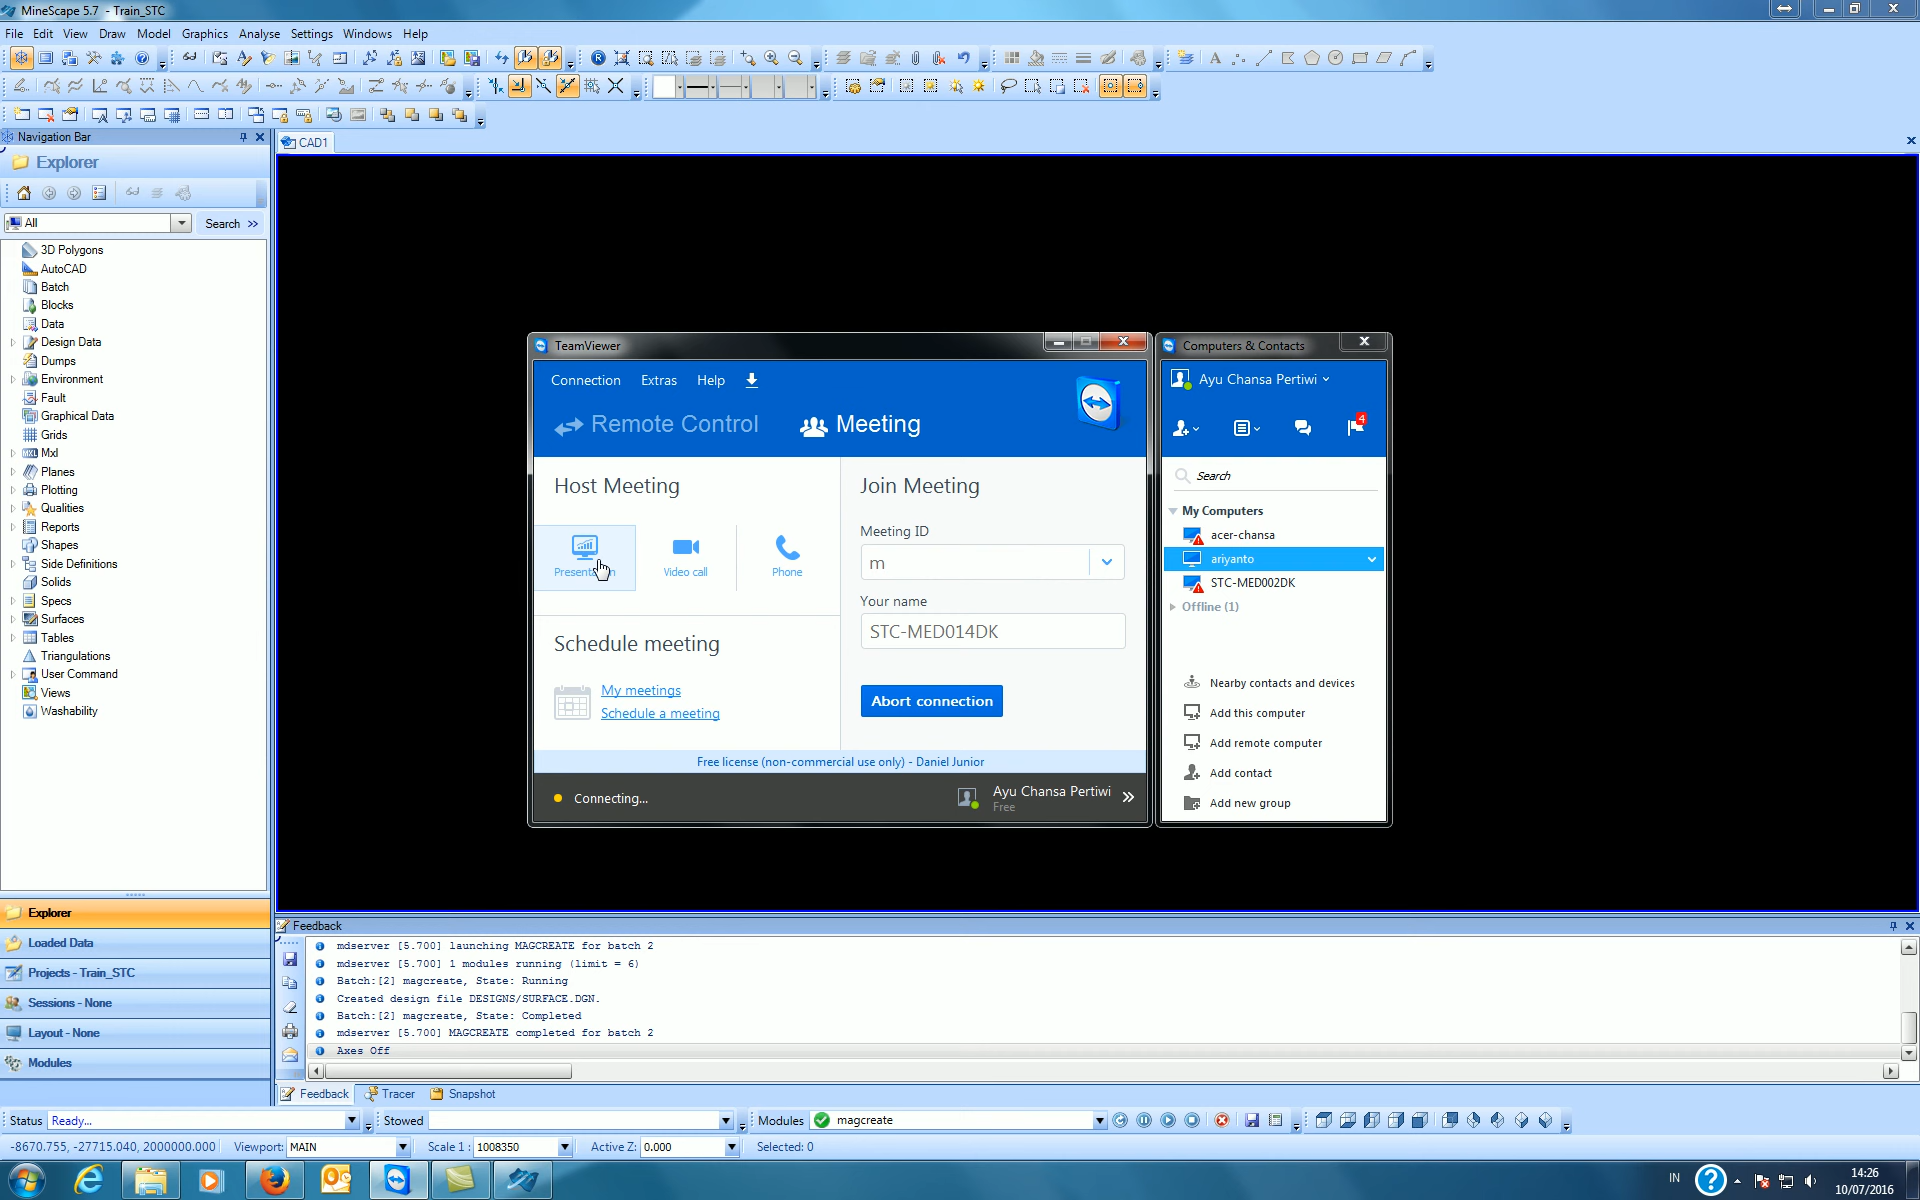 MineScape 5.7 - Train_STC
File Edit View Draw Model Graphics Analyse Settings Windows Help
Navigation Bar
Explorer
All
Search »
3D Polygons
AutoCAD
Batch
Blocks
Data
Design Data
Dumps
Environment
Fault
Graphical Data
Grids
Mxl
Planes
Plotting
Qualities
Reports
Shapes
Side Definitions
Solids
Specs
Surfaces
Tables
Triangulations
User Command
Views
Washability
Explorer
Loaded Data
Projects - Train_STC
Sessions - None
Layout - None
Modules
CAD1
TeamViewer
Connection Extras Help
Remote Control Meeting
Host Meeting
Video call
Phone
Schedule meeting
My meetings
Schedule a meeting
Join Meeting
Meeting ID
m
Your name
STC-MED014DK
Abort connection
Free license (non-commercial use only) - Daniel Junior
Connecting...
Ayu Chansa Pertiwi
Free
Computers & Contacts
Ayu Chansa Pertiwi
4
Search
My Computers
acer-chansa
ariyanto
STC-MED002DK
Offline (1)
Nearby contacts and devices
Add this computer
Add remote computer
Add contact
Add new group
Feedback
mdserver [5.700] launching MAGCREATE for batch 2
mdserver [5.700] 1 modules running (limit = 6)
Batch:[2] magcreate, State: Running
Created design file DESIGNS/SURFACE.DGN.
Batch:[2] magcreate, State: Completed
mdserver [5.700] MAGCREATE completed for batch 2
Axes Off
Feedback Tracer Snapshot
Status Ready... Stowed Modules magcreate
-8670.755, -27715.040, 2000000.000 Viewport: MAIN Scale 1 : 1008350 Active Z: 0.000 Selected: 0
IN
14:26
10/07/2016